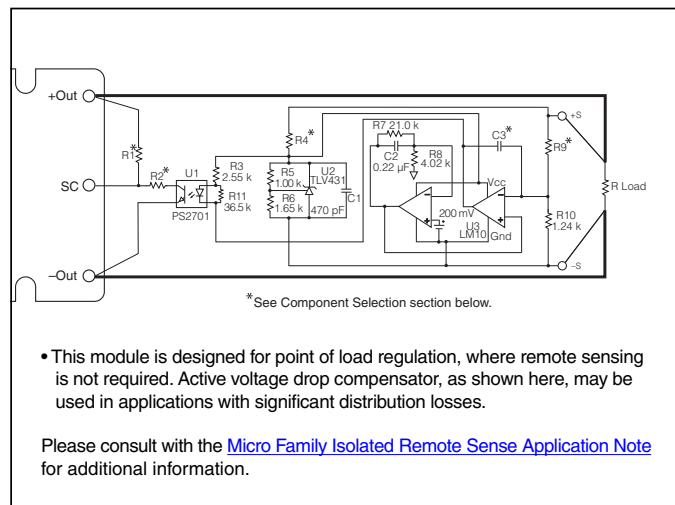 +Out
R1*
SC
R2*
U1
PS2701
R3
2.55 k
R11
36.5k
–Out
R4*
R5
1.00 k
R6
1.65 k
U2
TLV431
470 pF
C1
R7 21.0 k
C2
0.22 µF
R8
4.02 k
–
+
200 mV
Vcc
–
+
U3
LM10
Gnd
C3*
+S
R9*
R10
1.24 k
–S
R Load
*See Component Selection section below.
• This module is designed for point of load regulation, where remote sensing
is not required. Active voltage drop compensator, as shown here, may be
used in applications with significant distribution losses.
Please consult with the Micro Family Isolated Remote Sense Application Note
for additional information.